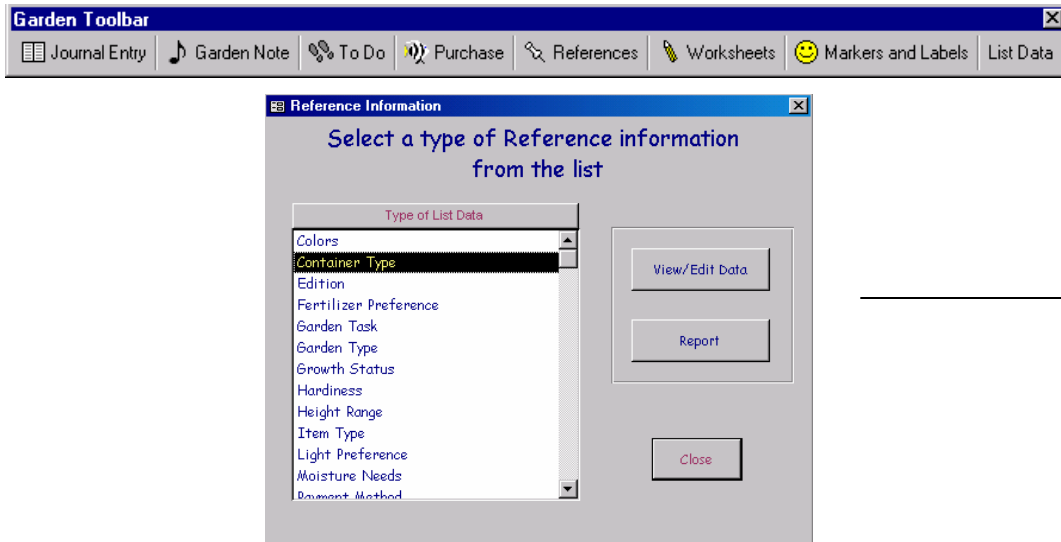 Garden Toolbar
Journal Entry Garden Note To Do Purchase References Worksheets Markers and Labels List Data
Reference Information
Select a type of Reference information
from the list
Type of List Data
Colors
Container Type
Edition
Fertilizer Preference
Garden Task
Garden Type
Growth Status
Hardiness
Height Range
Item Type
Light Preference
Moisture Needs
Payment Method
View/Edit Data
Report
Close